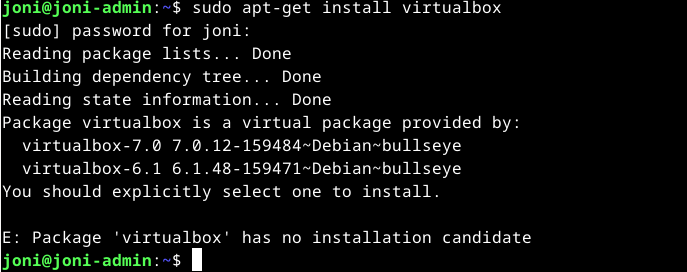 joni@joni-admin:~$ sudo apt-get install virtualbox
[sudo] password for joni:
Reading package lists... Done
Building dependency tree... Done
Reading state information... Done
Package virtualbox is a virtual package provided by:
  virtualbox-7.0 7.0.12-159484~Debian~bullseye
  virtualbox-6.1 6.1.48-159471~Debian~bullseye
You should explicitly select one to install.

E: Package 'virtualbox' has no installation candidate
joni@joni-admin:~$